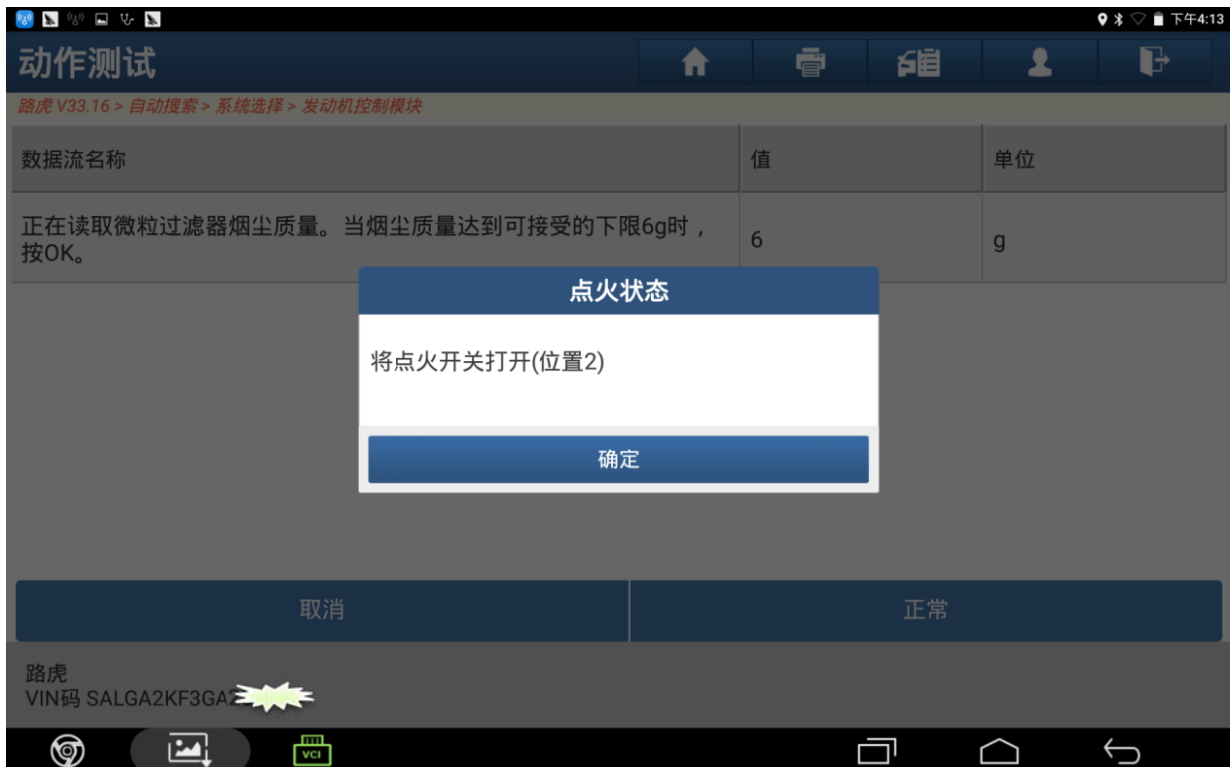 下午4:13
动作测试
路虎 V33.16 > 自动搜索 > 系统选择 > 发动机控制模块
数据流名称 值 单位
正在读取微粒过滤器烟尘质量。当烟尘质量达到可接受的下限6g时，
按OK。
6 g
点火状态
将点火开关打开(位置2)
确定
取消 正常
路虎
VIN码 SALGA2KF3GA2
VCI